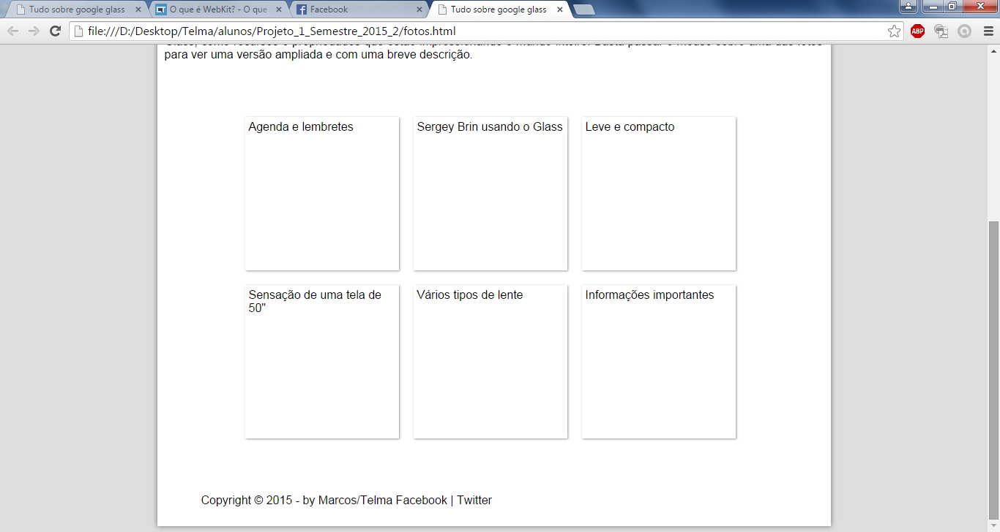 Tudo sobre google glass
O que é WebKit? - O que
Facebook
Tudo sobre google glass
file:///D:/Desktop/Telma/alunos/Projeto_1_Semestre_2015_2/fotos.html
ABP
para ver uma versão ampliada e com uma breve descrição.
Agenda e lembretes
Sergey Brin usando o Glass
Leve e compacto
Sensação de uma tela de
50"
Vários tipos de lente
Informações importantes
Copyright © 2015 - by Marcos/Telma Facebook | Twitter